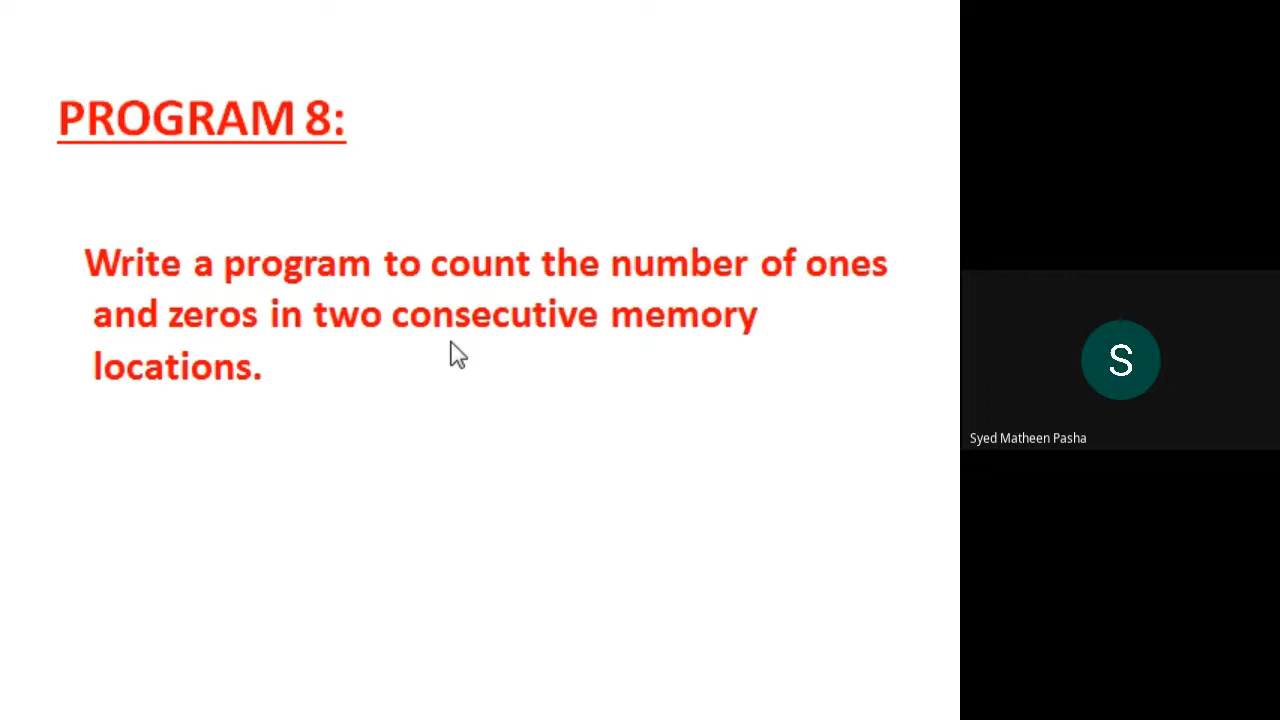 PROGRAM 8:
Write a program to count the number of ones
and zeros in two consecutive memory
locations.
S
Syed Matheen Pasha